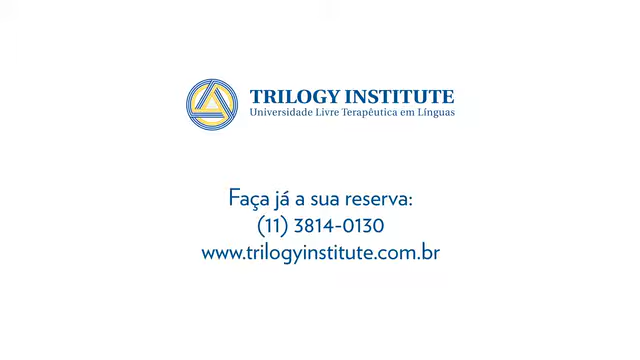 TRILOGY INSTITUTE
Universidade Livre Terapêutica em Línguas
Faça já a sua reserva:
(11) 3814-0130
www.trilogyinstitute.com.br